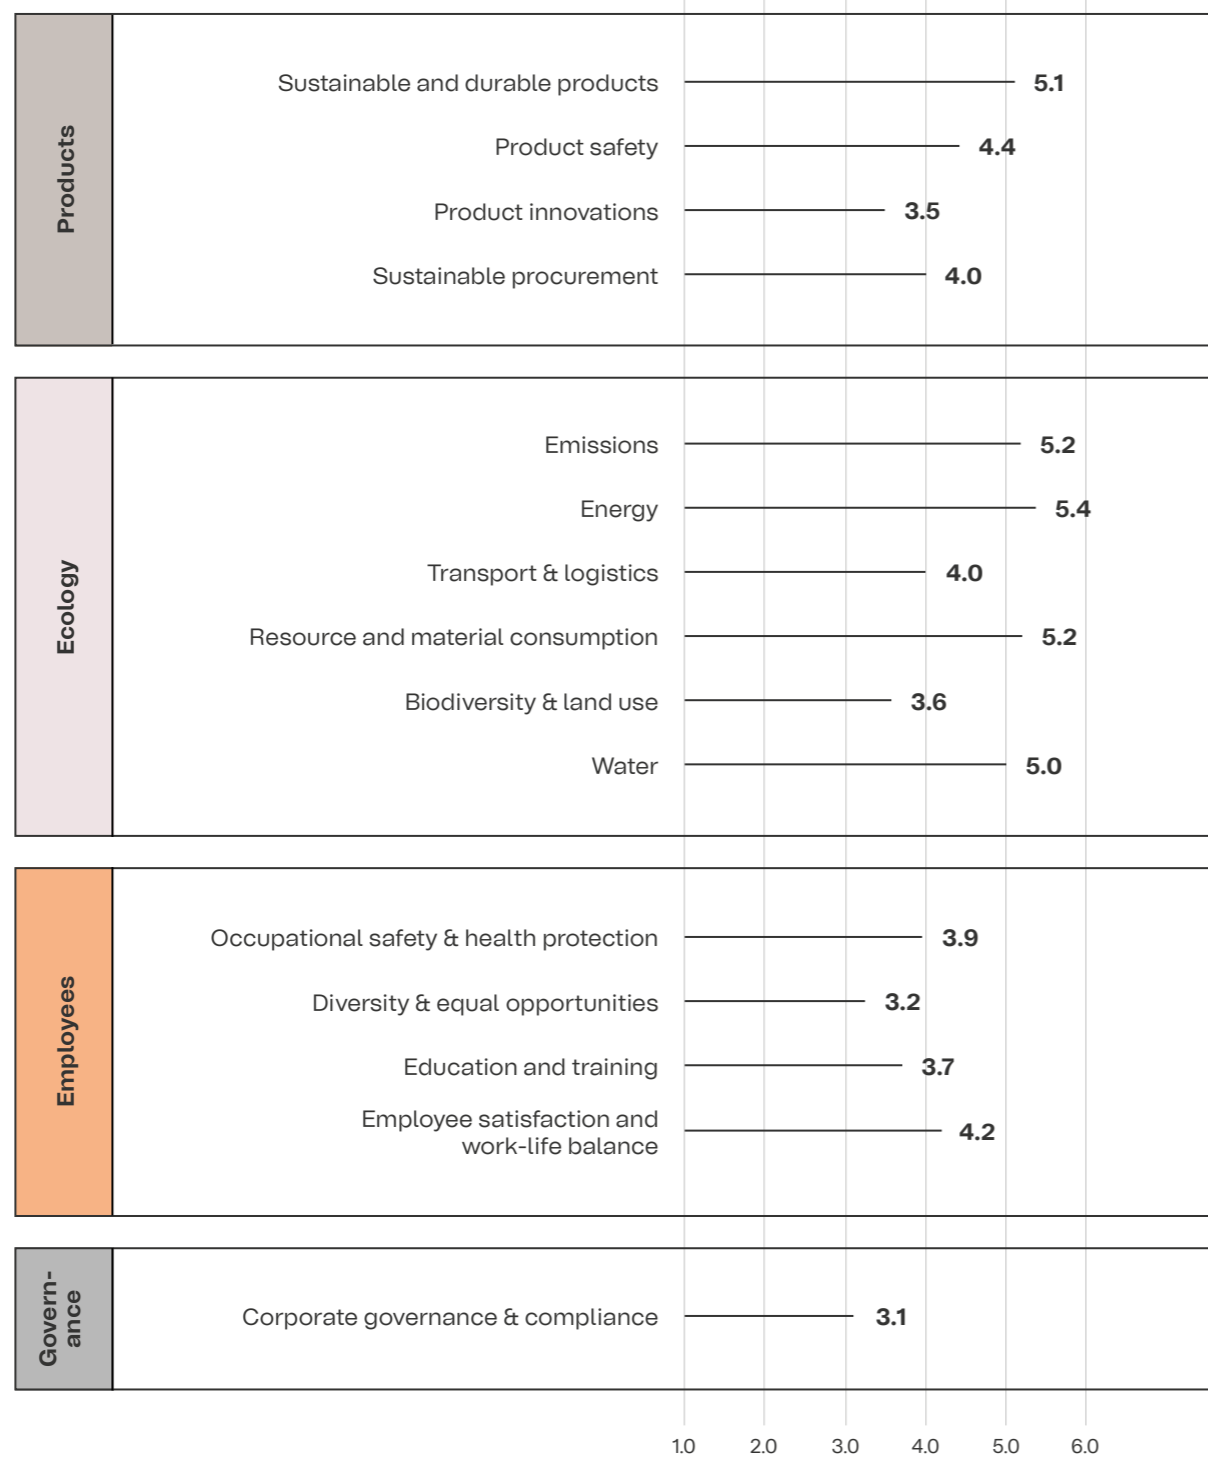 Products
Sustainable and durable products 5.1
Product safety 4.4
Product innovations 3.5
Sustainable procurement 4.0
Ecology
Emissions 5.2
Energy 5.4
Transport & logistics 4.0
Resource and material consumption 5.2
Biodiversity & land use 3.6
Water 5.0
Employees
Occupational safety & health protection 3.9
Diversity & equal opportunities 3.2
Education and training 3.7
Employee satisfaction and
work-life balance 4.2
Govern-
ance
Corporate governance & compliance 3.1
1.0 2.0 3.0 4.0 5.0 6.0